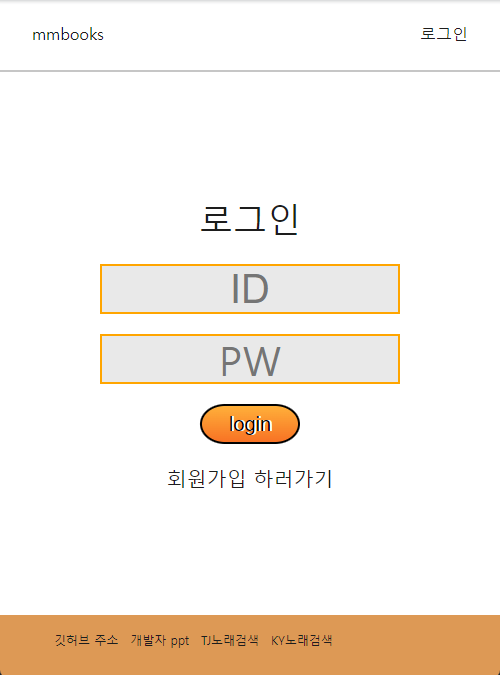 mmbooks 로그인
로그인
ID
PW
login
회원가입 하러가기
깃허브 주소 개발자 ppt TJ노래검색 KY노래검색